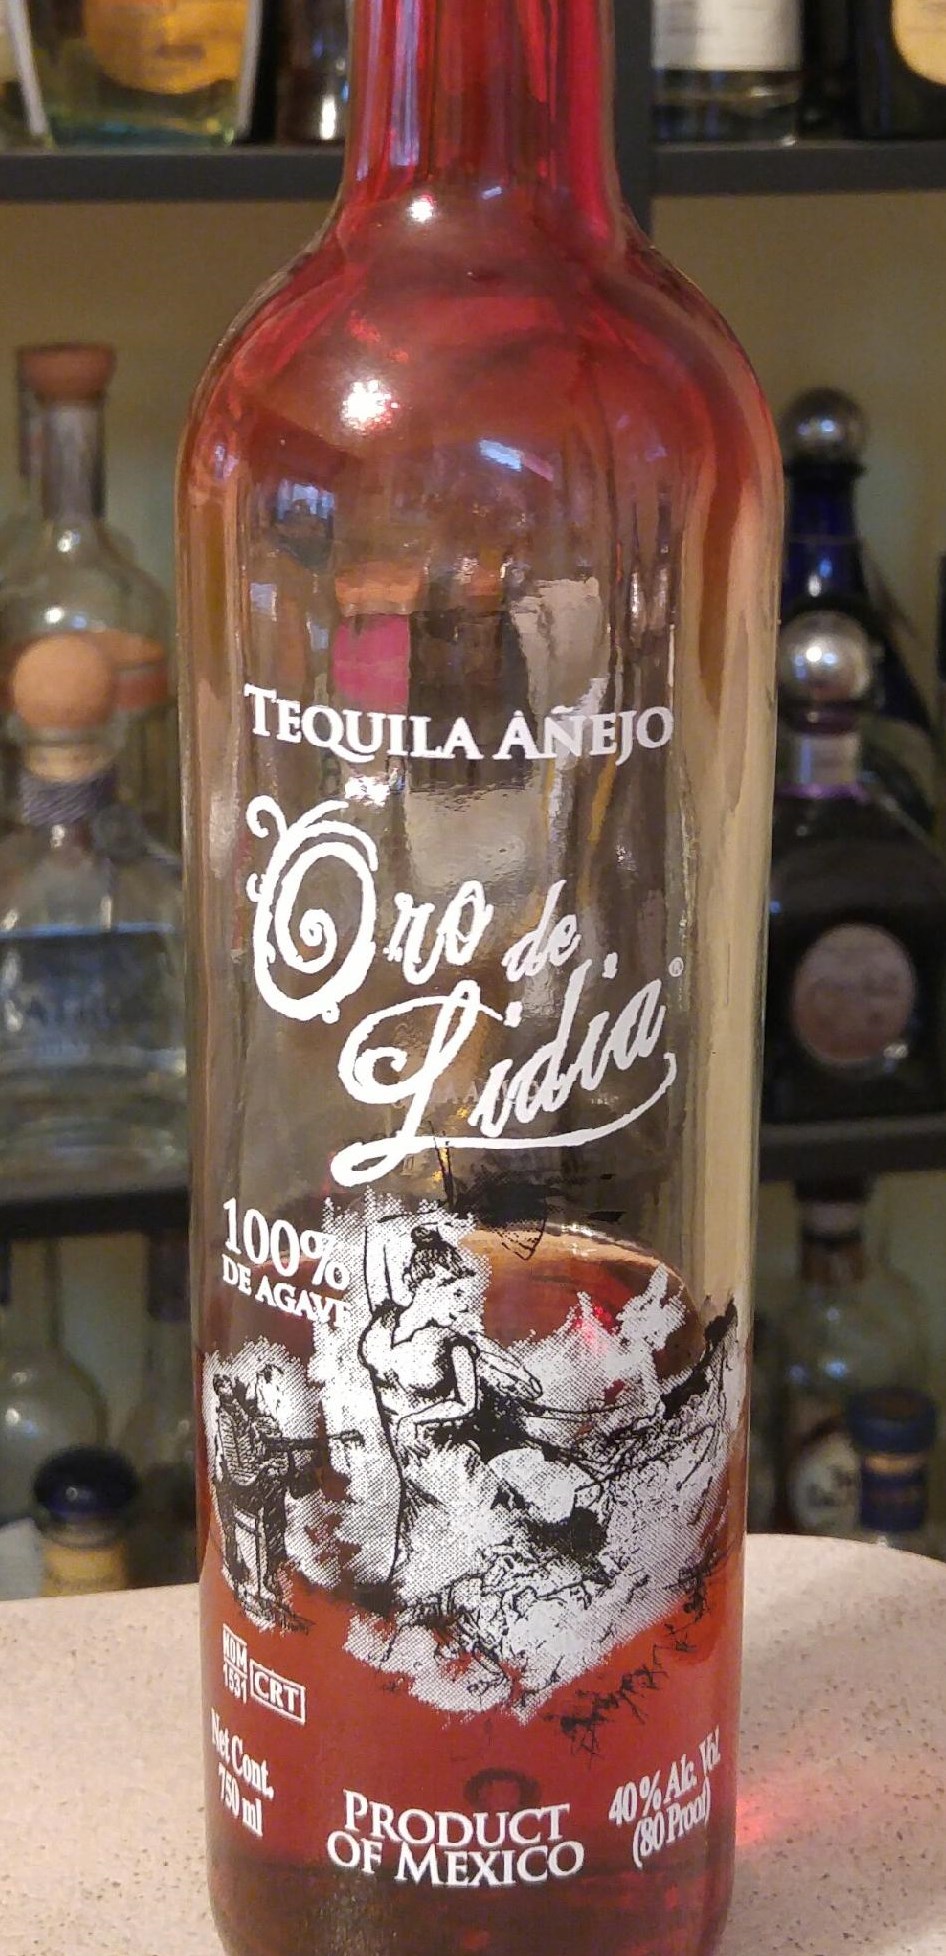 TEQUILA AÑEJO
Oro de
Lidia®
100%
DE AGAVE
NOM
1531
CRT
Net Cont.
750 ml
PRODUCT
OF MEXICO
40% Alc. Vol.
(80 Proof)